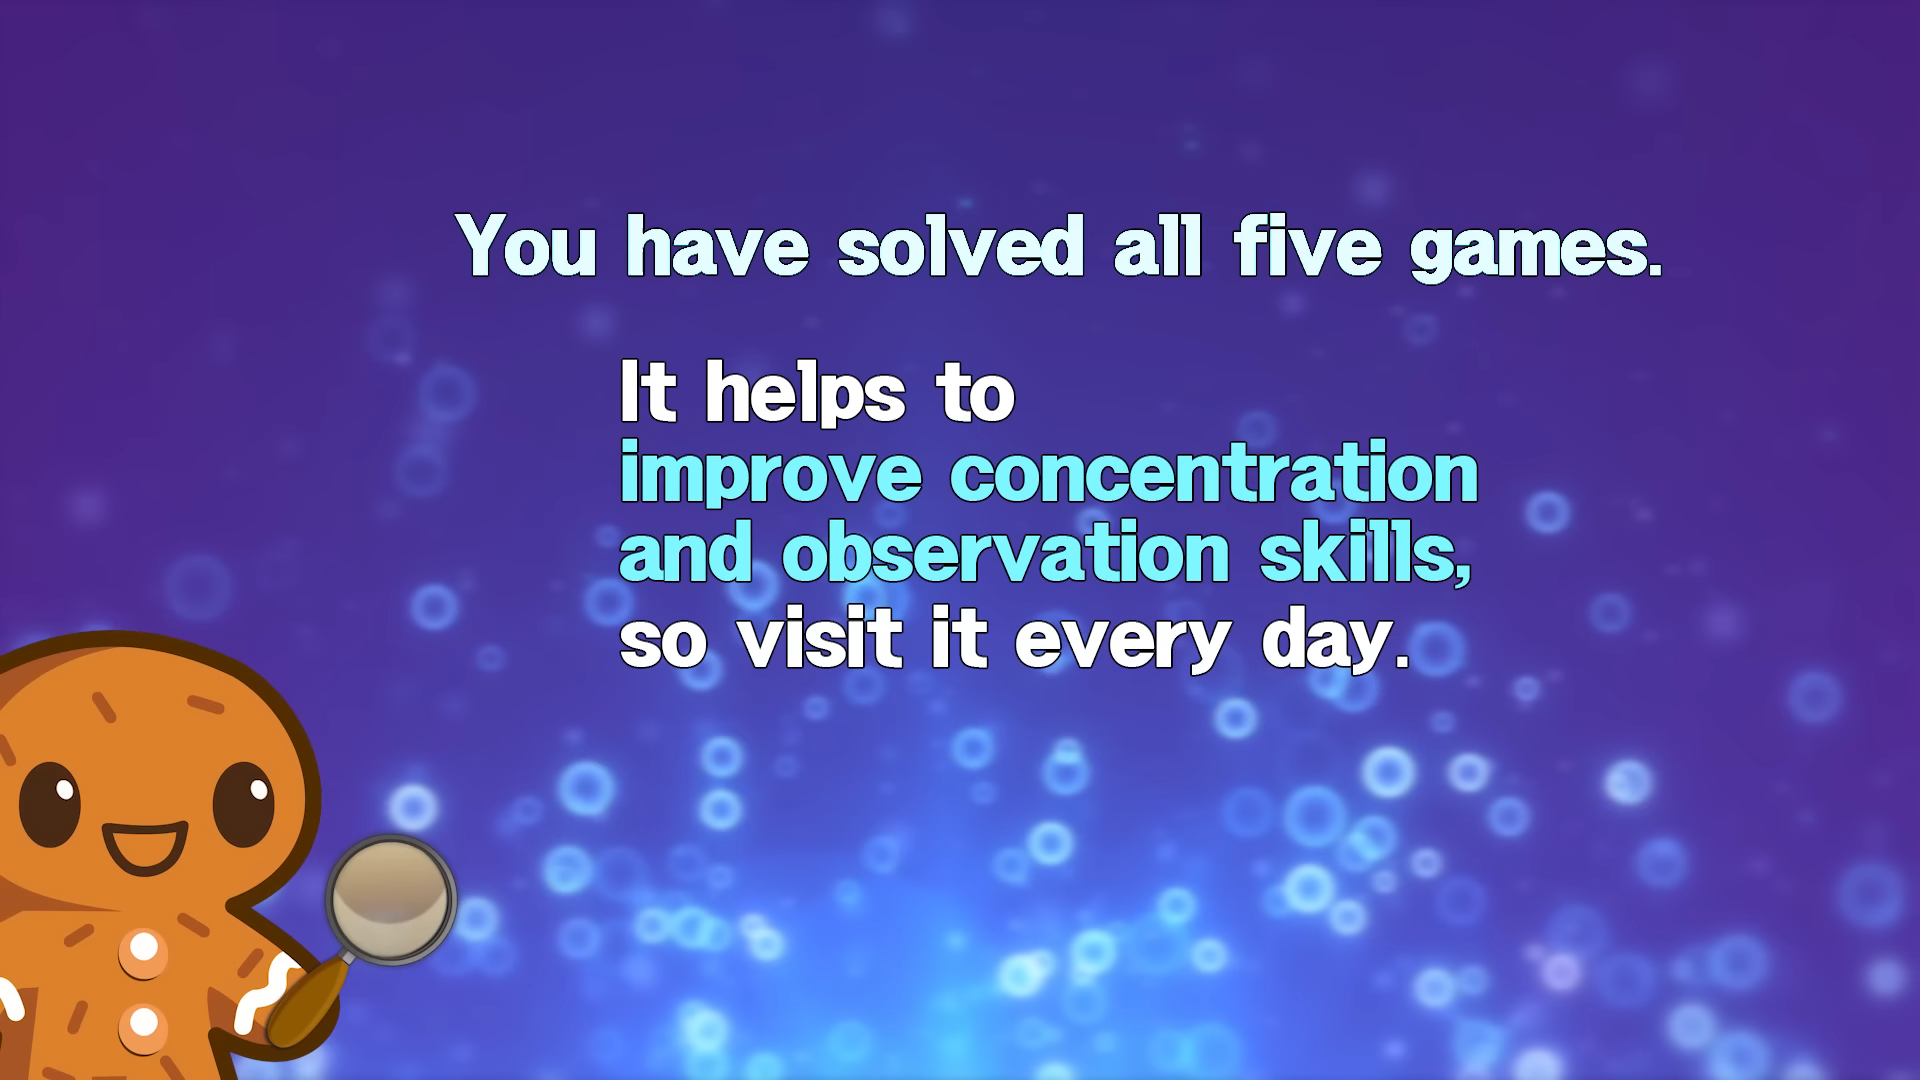 You have solved all five games.
It helps to
improve concentration
and observation skills,
so visit it every day.